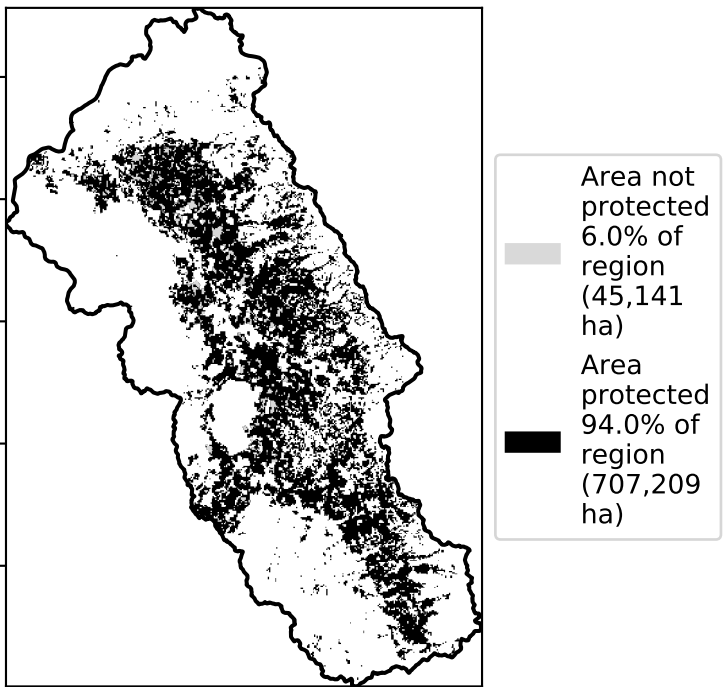 Area not
protected
6.0% of
region
(45,141
ha)
Area
protected
94.0% of
region
(707,209
ha)